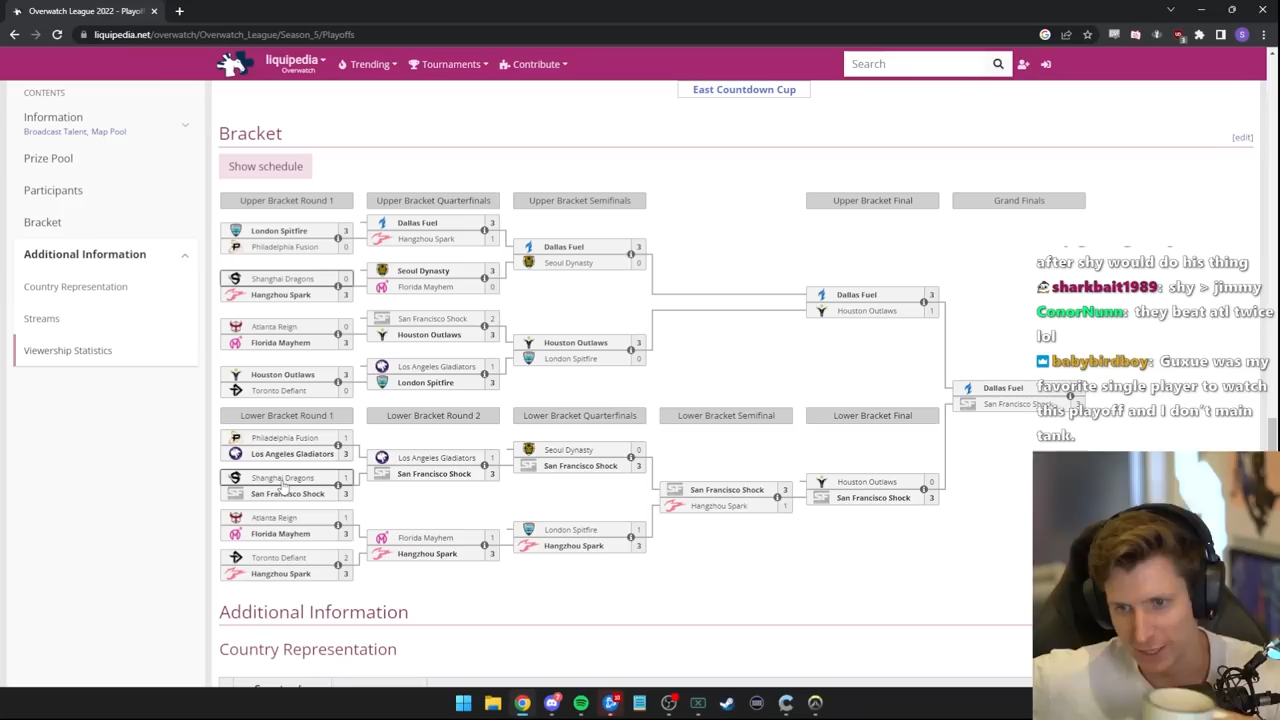 Overwatch League 2022 - Playoff
liquipedia.net/overwatch/Overwatch_League/Season_5/Playoffs
liquipedia
Overwatch
Trending
Tournaments
Contribute
Search
CONTENTS
Information
Broadcast Talent, Map Pool
Prize Pool
Participants
Bracket
Additional Information
Country Representation
Streams
Viewership Statistics
East Countdown Cup
Bracket
[edit]
Show schedule
Upper Bracket Round 1
Upper Bracket Quarterfinals
Upper Bracket Semifinals
Upper Bracket Final
Grand Finals
London Spitfire 3
Philadelphia Fusion 0
Shanghai Dragons 0
Hangzhou Spark 3
Atlanta Reign 0
Florida Mayhem 3
Houston Outlaws 3
Toronto Defiant 0
Dallas Fuel 3
Hangzhou Spark 1
Seoul Dynasty 3
Florida Mayhem 0
San Francisco Shock 2
Houston Outlaws 3
Los Angeles Gladiators 1
London Spitfire 3
Dallas Fuel 3
Seoul Dynasty 0
Houston Outlaws 3
London Spitfire 0
Dallas Fuel 3
Houston Outlaws 1
Dallas Fuel
San Francisco Shock
Lower Bracket Round 1
Lower Bracket Round 2
Lower Bracket Quarterfinals
Lower Bracket Semifinal
Lower Bracket Final
Philadelphia Fusion 1
Los Angeles Gladiators 3
Shanghai Dragons 1
San Francisco Shock 3
Atlanta Reign 1
Florida Mayhem 3
Toronto Defiant 2
Hangzhou Spark 3
Los Angeles Gladiators 1
San Francisco Shock 3
Florida Mayhem 1
Hangzhou Spark 3
Seoul Dynasty 0
San Francisco Shock 3
London Spitfire 1
Hangzhou Spark 3
San Francisco Shock 3
Hangzhou Spark 1
Houston Outlaws 0
San Francisco Shock 3
Additional Information
Country Representation
after shy would do his thing
sharkbait1989: shy > jimmy
ConorNunn: they beat atl twice
lol
babybirdboy: Guxue was my
favorite single player to watch
this playoff and I don't main
tank.